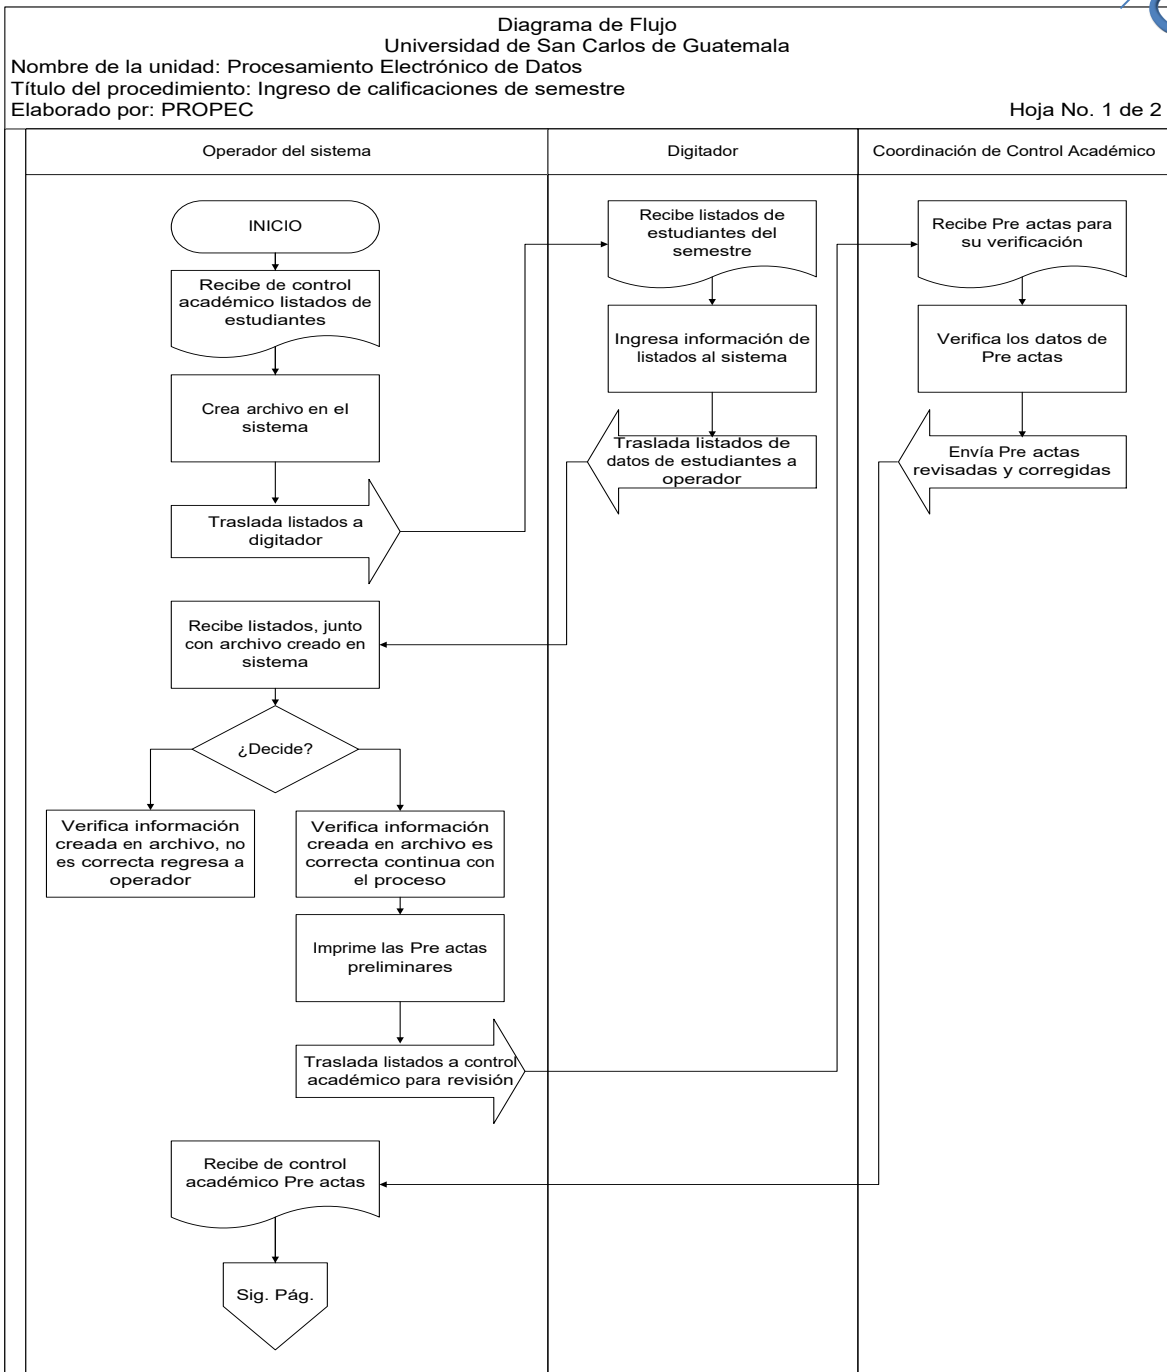 Diagrama de Flujo
Universidad de San Carlos de Guatemala
Nombre de la unidad: Procesamiento Electrónico de Datos
Título del procedimiento: Ingreso de calificaciones de semestre
Elaborado por: PROPEC
Hoja No. 1 de 2
Operador del sistema
Digitador
Coordinación de Control Académico
INICIO
Recibe de control
académico listados de
estudiantes
Crea archivo en el
sistema
Traslada listados a
digitador
Recibe listados de
estudiantes del
semestre
Ingresa información de
listados al sistema
Traslada listados de
datos de estudiantes a
operador
Recibe listados, junto
con archivo creado en
sistema
¿Decide?
Verifica información
creada en archivo, no
es correcta regresa a
operador
Verifica información
creada en archivo es
correcta continua con
el proceso
Imprime las Pre actas
preliminares
Traslada listados a control
académico para revisión
Recibe Pre actas para
su verificación
Verifica los datos de
Pre actas
Envía Pre actas
revisadas y corregidas
Recibe de control
académico Pre actas
Sig. Pág.